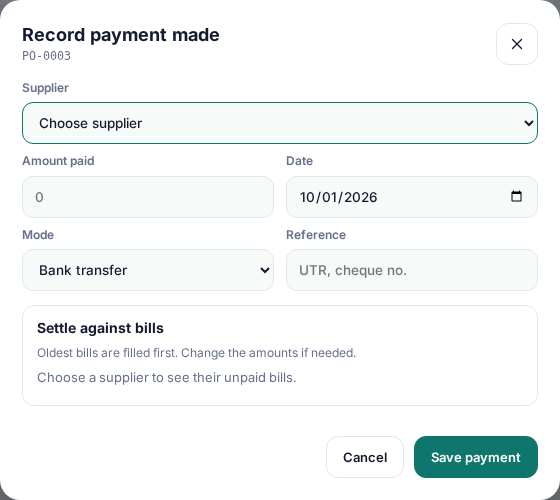 Record payment made
PO-0003
Supplier
Choose supplier
Amount paid
Date
0
10/01/2026
Mode
Reference
Bank transfer
UTR, cheque no.
Settle against bills
Oldest bills are filled first. Change the amounts if needed.
Choose a supplier to see their unpaid bills.
Cancel
Save payment